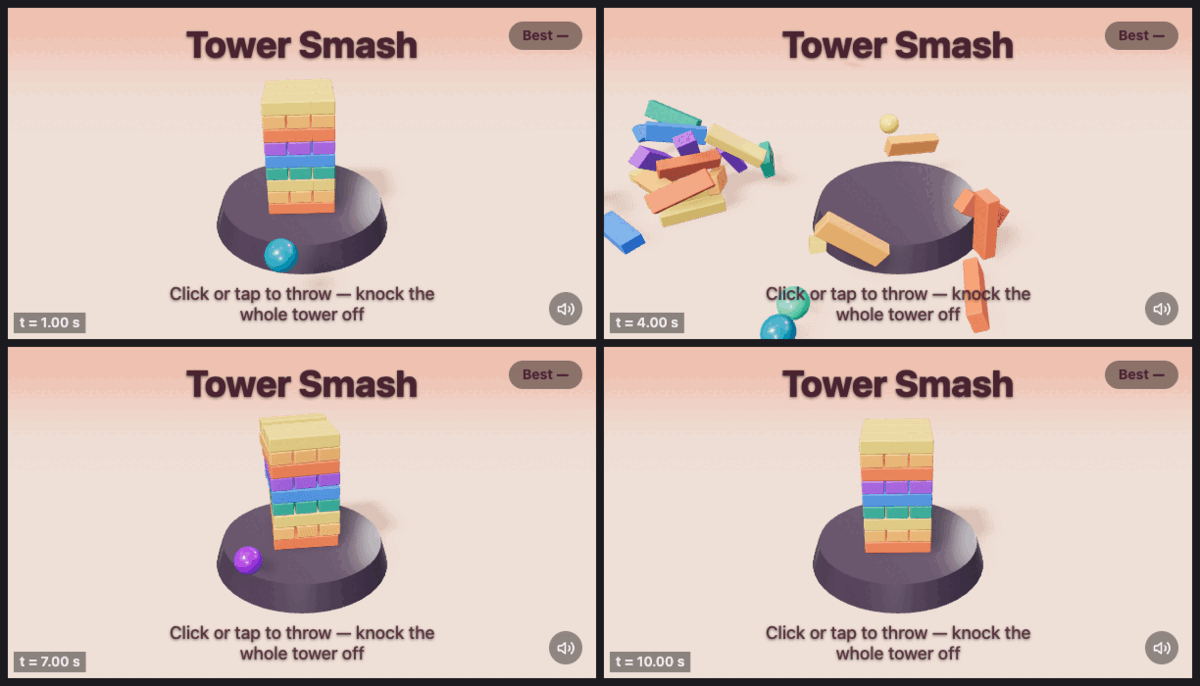 Tower Smash
Best —
Click or tap to throw — knock the
whole tower off
t = 1.00 s
Tower Smash
Best —
Click or tap to throw — knock the
whole tower off
t = 4.00 s
Tower Smash
Best —
Click or tap to throw — knock the
whole tower off
t = 7.00 s
Tower Smash
Best —
Click or tap to throw — knock the
whole tower off
t = 10.00 s